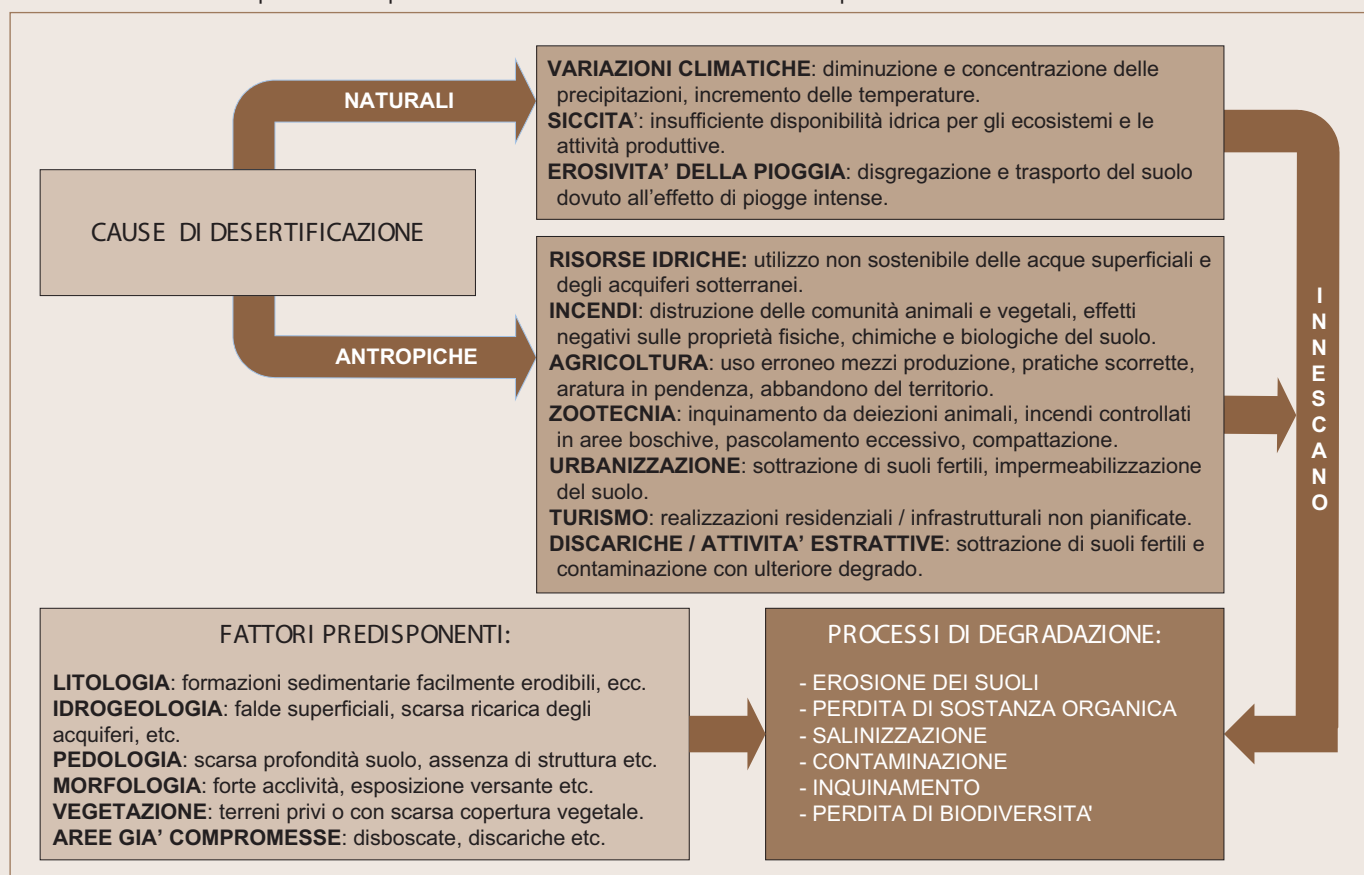 NATURALI
VARIAZIONI CLIMATICHE: diminuzione e concentrazione delle
precipitazioni, incremento delle temperature.
SICCITA’: insufficiente disponibilità idrica per gli ecosistemi e le
attività produttive.
EROSIVITA’ DELLA PIOGGIA: disgregazione e trasporto del suolo
dovuto all’effetto di piogge intense.
CAUSE DI DESERTIFICAZIONE
ANTROPICHE
RISORSE IDRICHE: utilizzo non sostenibile delle acque superficiali e
degli acquiferi sotterranei.
INCENDI: distruzione delle comunità animali e vegetali, effetti
negativi sulle proprietà fisiche, chimiche e biologiche del suolo.
AGRICOLTURA: uso erroneo mezzi produzione, pratiche scorrette,
aratura in pendenza, abbandono del territorio.
ZOOTECNIA: inquinamento da deiezioni animali, incendi controllati
in aree boschive, pascolamento eccessivo, compattazione.
URBANIZZAZIONE: sottrazione di suoli fertili, impermeabilizzazione
del suolo.
TURISMO: realizzazioni residenziali / infrastrutturali non pianificate.
DISCARICHE / ATTIVITA’ ESTRATTIVE: sottrazione di suoli fertili e
contaminazione con ulteriore degrado.
INNESCANO
FATTORI PREDISPONENTI:
LITOLOGIA: formazioni sedimentarie facilmente erodibili, ecc.
IDROGEOLOGIA: falde superficiali, scarsa ricarica degli
acquiferi, etc.
PEDOLOGIA: scarsa profondità suolo, assenza di struttura etc.
MORFOLOGIA: forte acclività, esposizione versante etc.
VEGETAZIONE: terreni privi o con scarsa copertura vegetale.
AREE GIA’ COMPROMESSE: disboscate, discariche etc.
PROCESSI DI DEGRADAZIONE:
- EROSIONE DEI SUOLI
- PERDITA DI SOSTANZA ORGANICA
- SALINIZZAZIONE
- CONTAMINAZIONE
- INQUINAMENTO
- PERDITA DI BIODIVERSITA'